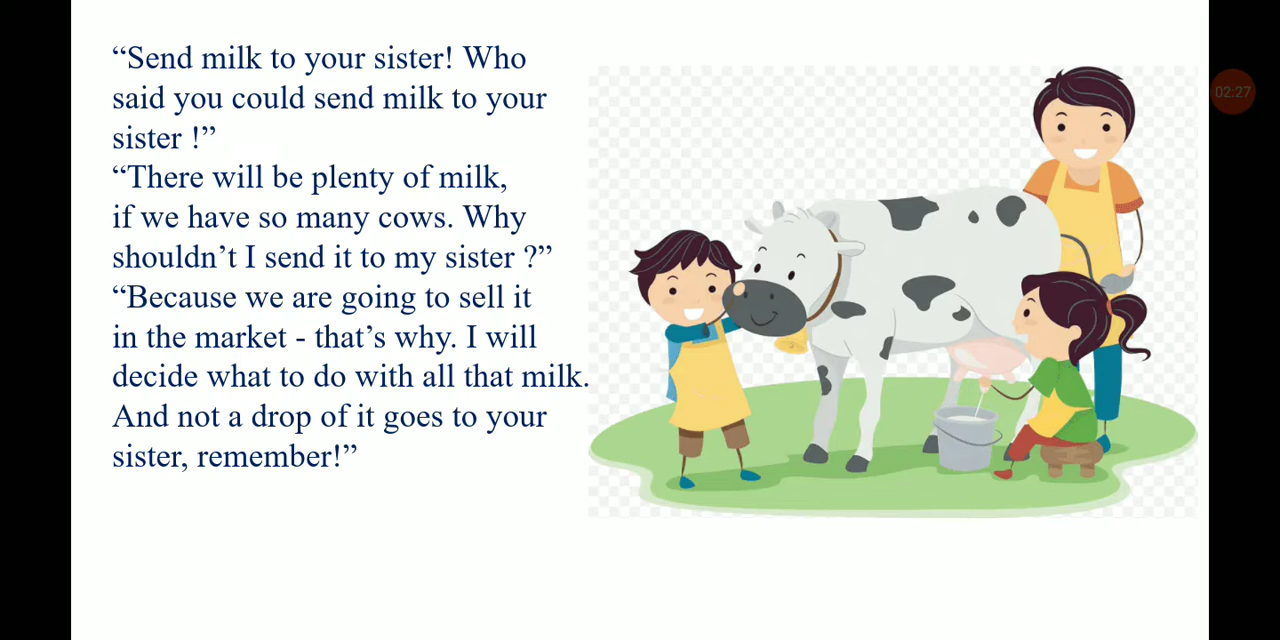 “Send milk to your sister! Who
said you could send milk to your
sister !”
“There will be plenty of milk,
if we have so many cows. Why
shouldn’t I send it to my sister ?”
“Because we are going to sell it
in the market - that’s why. I will
decide what to do with all that milk.
And not a drop of it goes to your
sister, remember!”
02:27